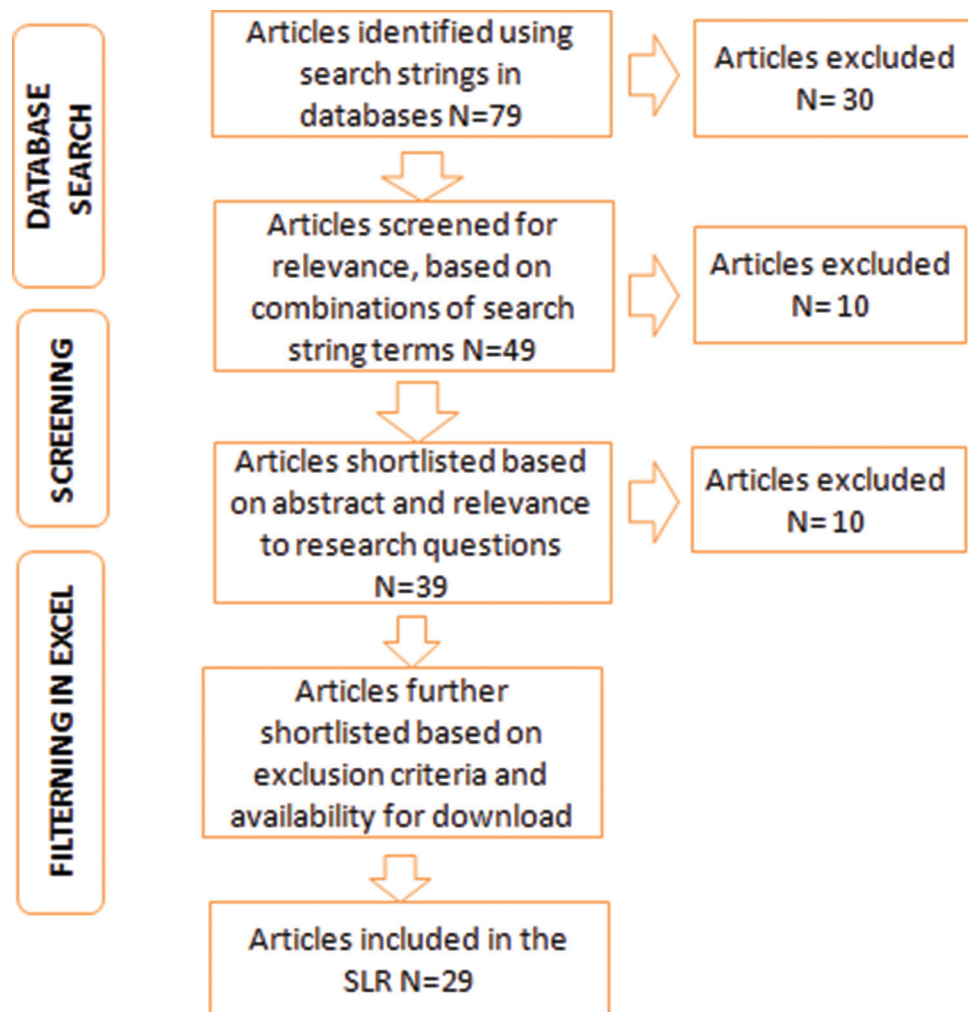 DATABASE
SEARCH
Articles identified using
search strings in
databases N=79
Articles excluded
N= 30
Articles screened for
relevance, based on
combinations of search
string terms N=49
Articles excluded
N= 10
SCREENING
Articles shortlisted based
on abstract and relevance
to research questions
N=39
Articles excluded
N= 10
FILTERNING IN EXCEL
Articles further
shortlisted based on
exclusion criteria and
availability for download
Articles included in the
SLR N=29